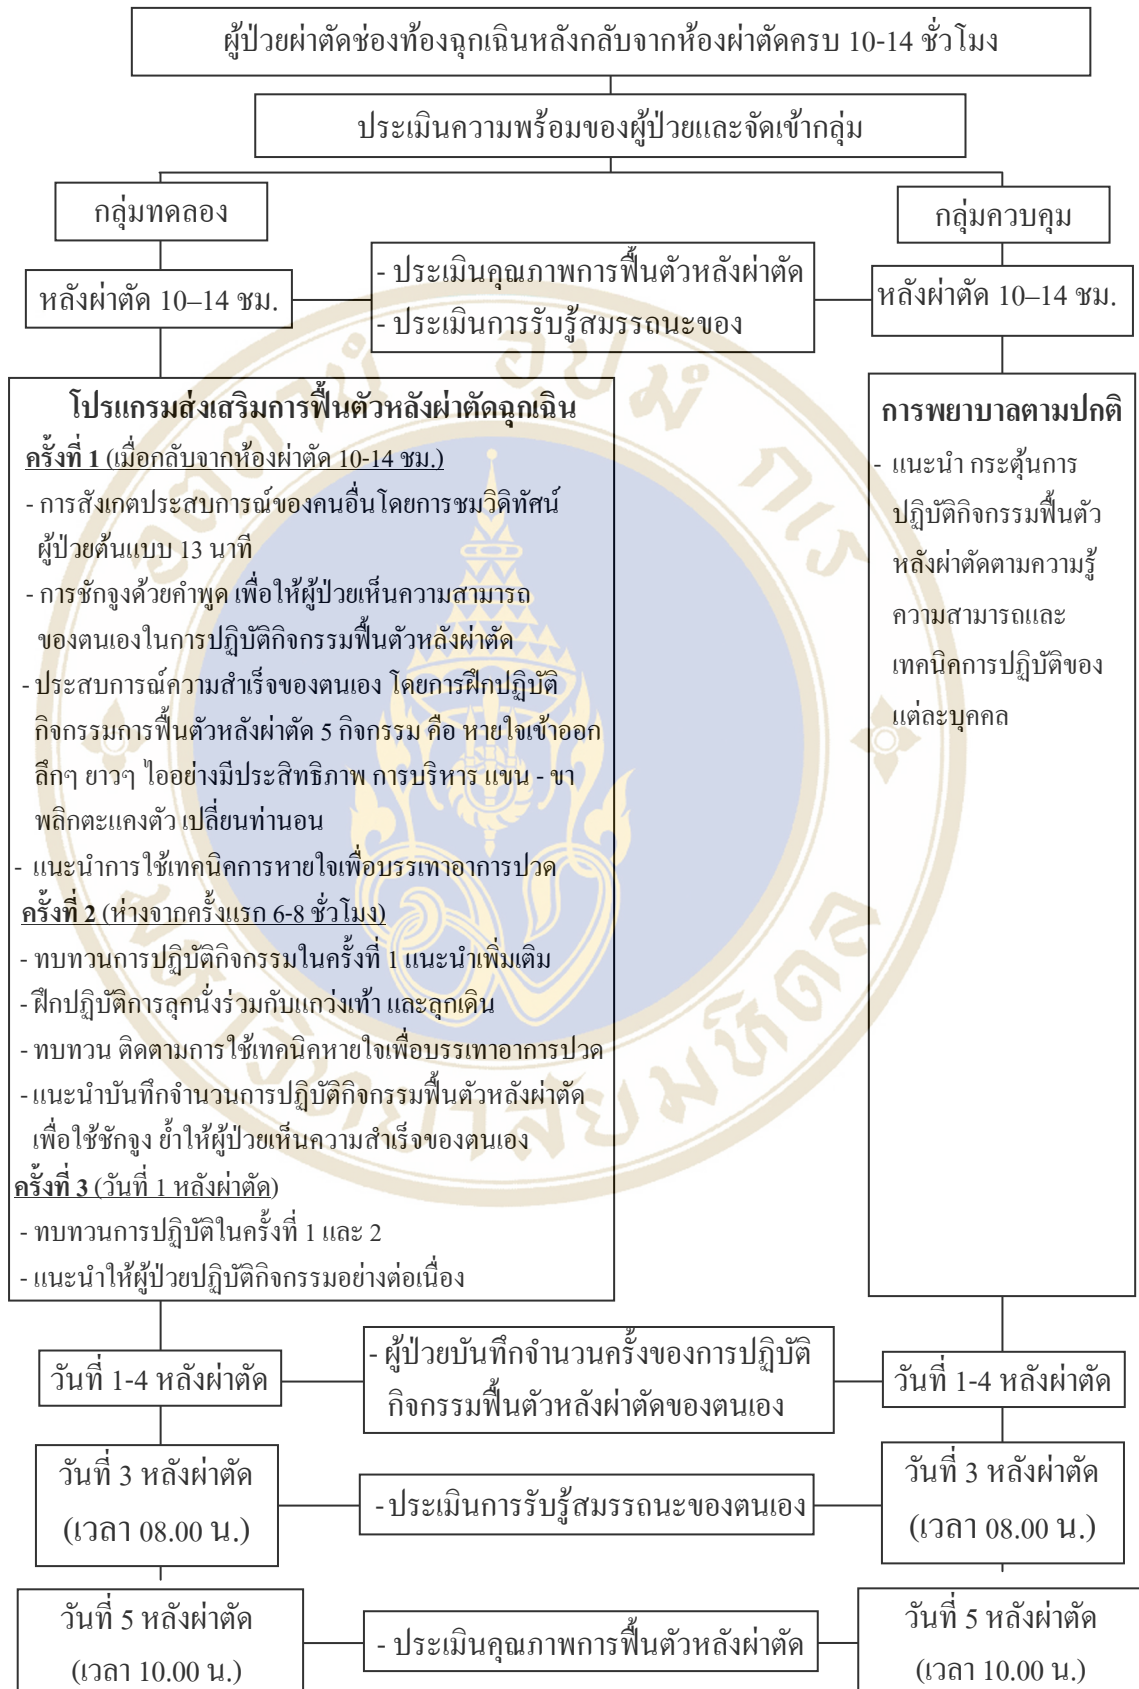 ผู้ป่วยผ่าตัดช่องท้องฉุกเฉินหลังกลับจากห้องผ่าตัดครบ 10-14 ชั่วโมง
ประเมินความพร้อมของผู้ป่วยและจัดเข้ากลุ่ม
กลุ่มทดลอง
กลุ่มควบคุม
หลังผ่าตัด 10–14 ชม.
- ประเมินคุณภาพการฟื้นตัวหลังผ่าตัด
- ประเมินการรับรู้สมรรถนะของ
หลังผ่าตัด 10–14 ชม.
โปรแกรมส่งเสริมการฟื้นตัวหลังผ่าตัดฉุกเฉิน
ครั้งที่ 1 (เมื่อกลับจากห้องผ่าตัด 10-14 ชม.)
- การสังเกตประสบการณ์ของคนอื่นโดยการชมวิดิทัศน์
ผู้ป่วยต้นแบบ 13 นาที
- การชักจูงด้วยคำพูด เพื่อให้ผู้ป่วยเห็นความสามารถ
ของตนเองในการปฏิบัติกิจกรรมฟื้นตัวหลังผ่าตัด
- ประสบการณ์ความสำเร็จของตนเอง โดยการฝึกปฏิบัติ
กิจกรรมการฟื้นตัวหลังผ่าตัด 5 กิจกรรม คือ หายใจเข้าออก
ลึกๆ ยาวๆ ไออย่างมีประสิทธิภาพ การบริหาร แขน - ขา
พลิกตะแคงตัว เปลี่ยนท่านอน
- แนะนำการใช้เทคนิคการหายใจเพื่อบรรเทาอาการปวด
ครั้งที่ 2 (ห่างจากครั้งแรก 6-8 ชั่วโมง)
- ทบทวนการปฏิบัติกิจกรรมในครั้งที่ 1 แนะนำเพิ่มเติม
- ฝึกปฏิบัติการลุกนั่งร่วมกับแกว่งเท้า และลุกเดิน
- ทบทวน ติดตามการใช้เทคนิคหายใจเพื่อบรรเทาอาการปวด
- แนะนำบันทึกจำนวนการปฏิบัติกิจกรรมฟื้นตัวหลังผ่าตัด
เพื่อใช้ชักจูง ย้ำให้ผู้ป่วยเห็นความสำเร็จของตนเอง
ครั้งที่ 3 (วันที่ 1 หลังผ่าตัด)
- ทบทวนการปฏิบัติในครั้งที่ 1 และ 2
- แนะนำให้ผู้ป่วยปฏิบัติกิจกรรมอย่างต่อเนื่อง
การพยาบาลตามปกติ
- แนะนำ กระตุ้นการ
ปฏิบัติกิจกรรมฟื้นตัว
หลังผ่าตัดตามความรู้
ความสามารถและ
เทคนิคการปฏิบัติของ
แต่ละบุคคล
อตฺตานํ อุปมํ กเร
มหาวิทยาลัยมหิดล
วันที่ 1-4 หลังผ่าตัด
- ผู้ป่วยบันทึกจำนวนครั้งของการปฏิบัติ
กิจกรรมฟื้นตัวหลังผ่าตัดของตนเอง
วันที่ 1-4 หลังผ่าตัด
วันที่ 3 หลังผ่าตัด
(เวลา 08.00 น.)
- ประเมินการรับรู้สมรรถนะของตนเอง
วันที่ 3 หลังผ่าตัด
(เวลา 08.00 น.)
วันที่ 5 หลังผ่าตัด
(เวลา 10.00 น.)
- ประเมินคุณภาพการฟื้นตัวหลังผ่าตัด
วันที่ 5 หลังผ่าตัด
(เวลา 10.00 น.)